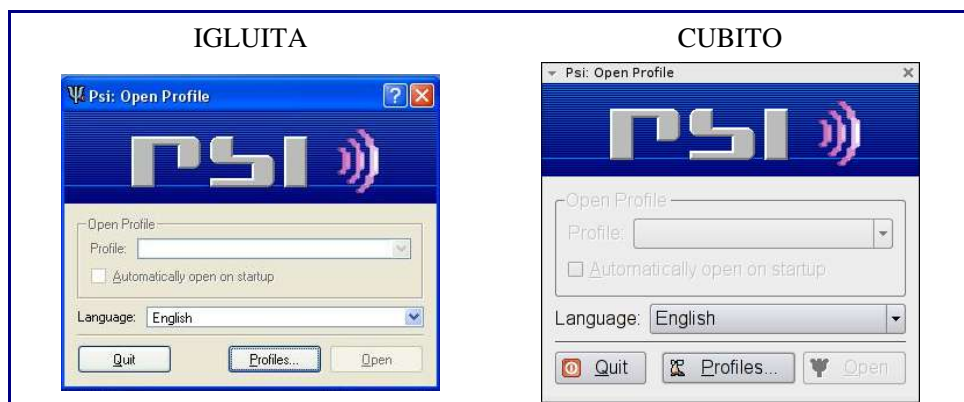 IGLUITA
Psi: Open Profile
PSI
Open Profile
Profile:
Automatically open on startup
Language: English
Quit Profiles... Open
CUBITO
Psi: Open Profile
PSI
Open Profile
Profile:
Automatically open on startup
Language: English
Quit Profiles... Open